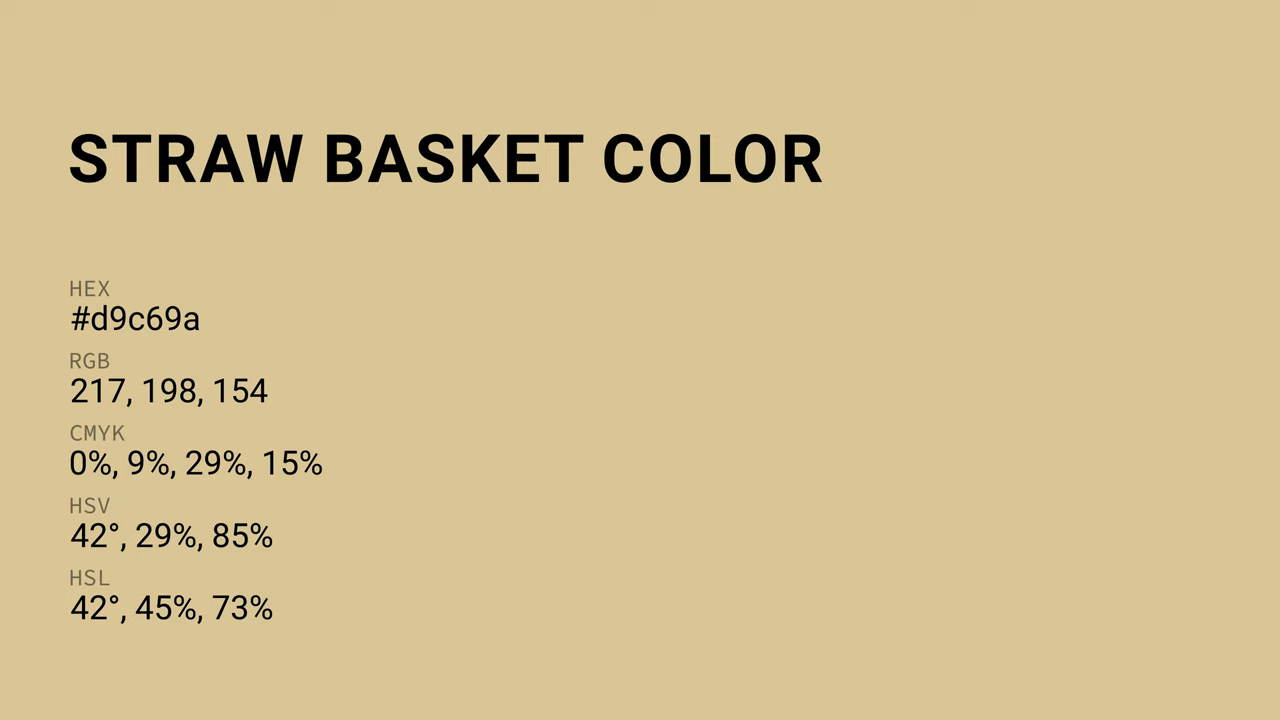 STRAW BASKET COLOR
HEX
#d9c69a
RGB
217, 198, 154
CMYK
0%, 9%, 29%, 15%
HSV
42°, 29%, 85%
HSL
42°, 45%, 73%